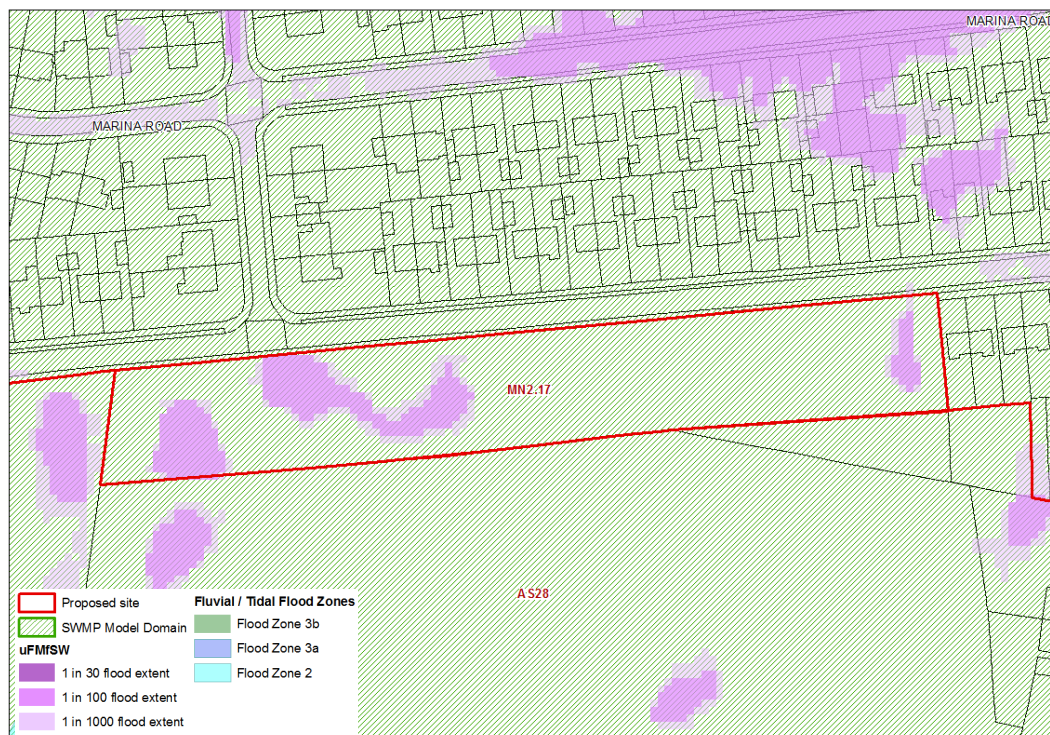 MARINA ROAD
MARINA ROAD
MN2.17
AS28
Proposed site
SWMP Model Domain
uFMfSW
1 in 30 flood extent
1 in 100 flood extent
1 in 1000 flood extent
Fluvial / Tidal Flood Zones
Flood Zone 3b
Flood Zone 3a
Flood Zone 2